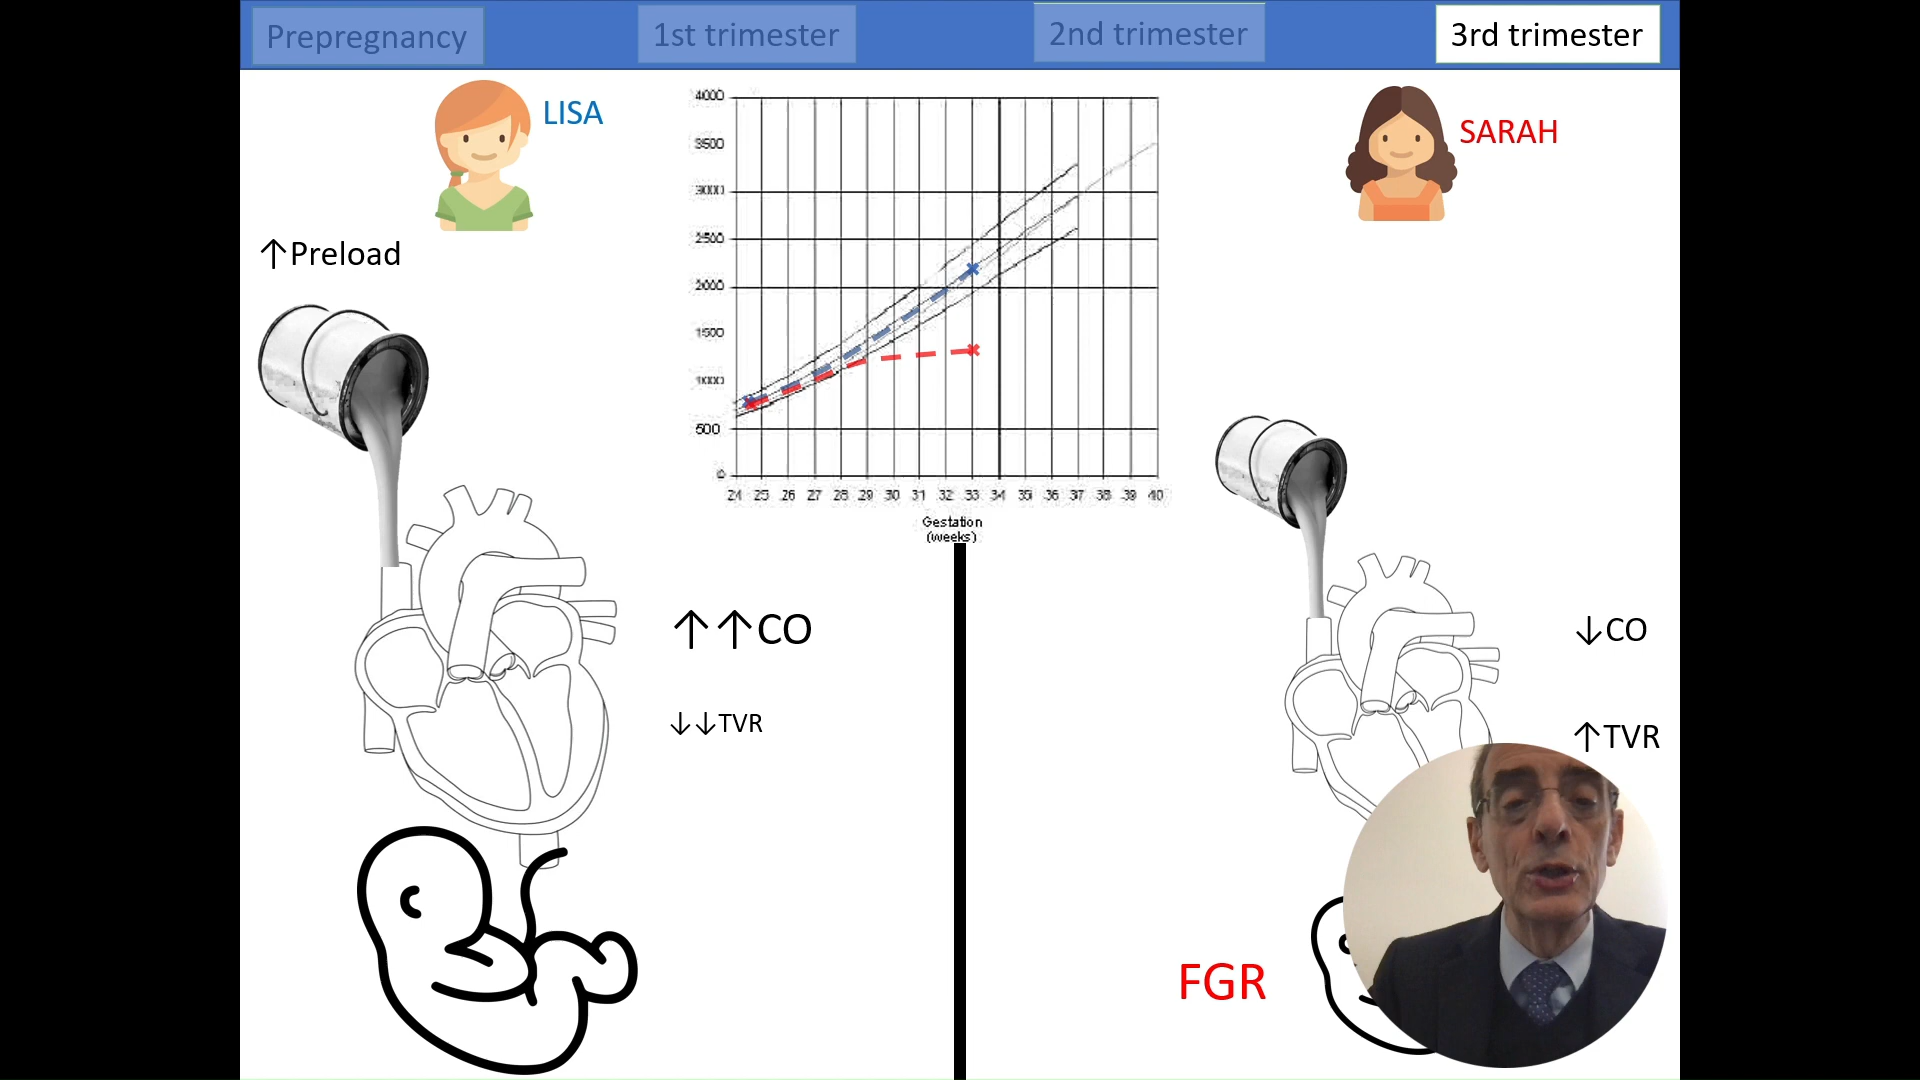 Prepregnancy
1st trimester
2nd trimester
3rd trimester
LISA
SARAH
↑Preload
4000
3500
3000
2500
2000
1500
1000
500
0
24 25 26 27 28 29 30 31 32 33 34 35 36 37 38 39 40
Gestation
(weeks)
↑↑CO
↓↓TVR
↓CO
↑TVR
FGR